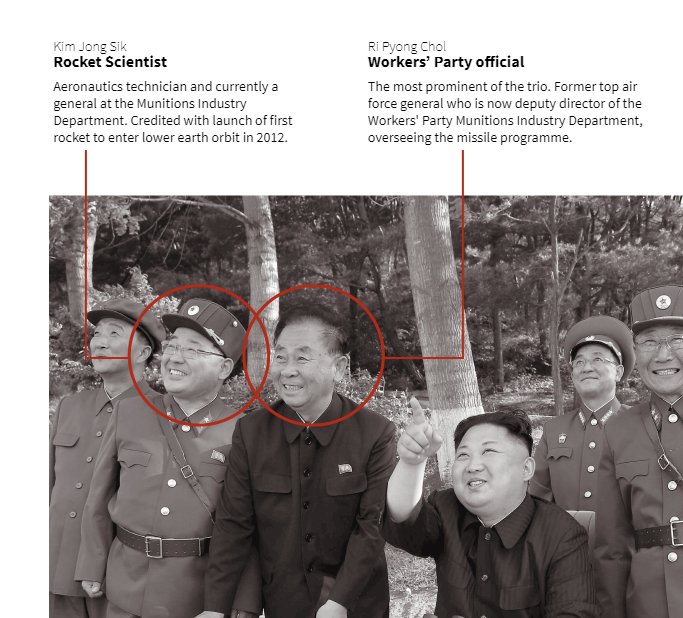 Kim Jong Sik
Rocket Scientist
Aeronautics technician and currently a
general at the Munitions Industry
Department. Credited with launch of first
rocket to enter lower earth orbit in 2012.
Ri Pyong Chol
Workers’ Party official
The most prominent of the trio. Former top air
force general who is now deputy director of the
Workers' Party Munitions Industry Department,
overseeing the missile programme.